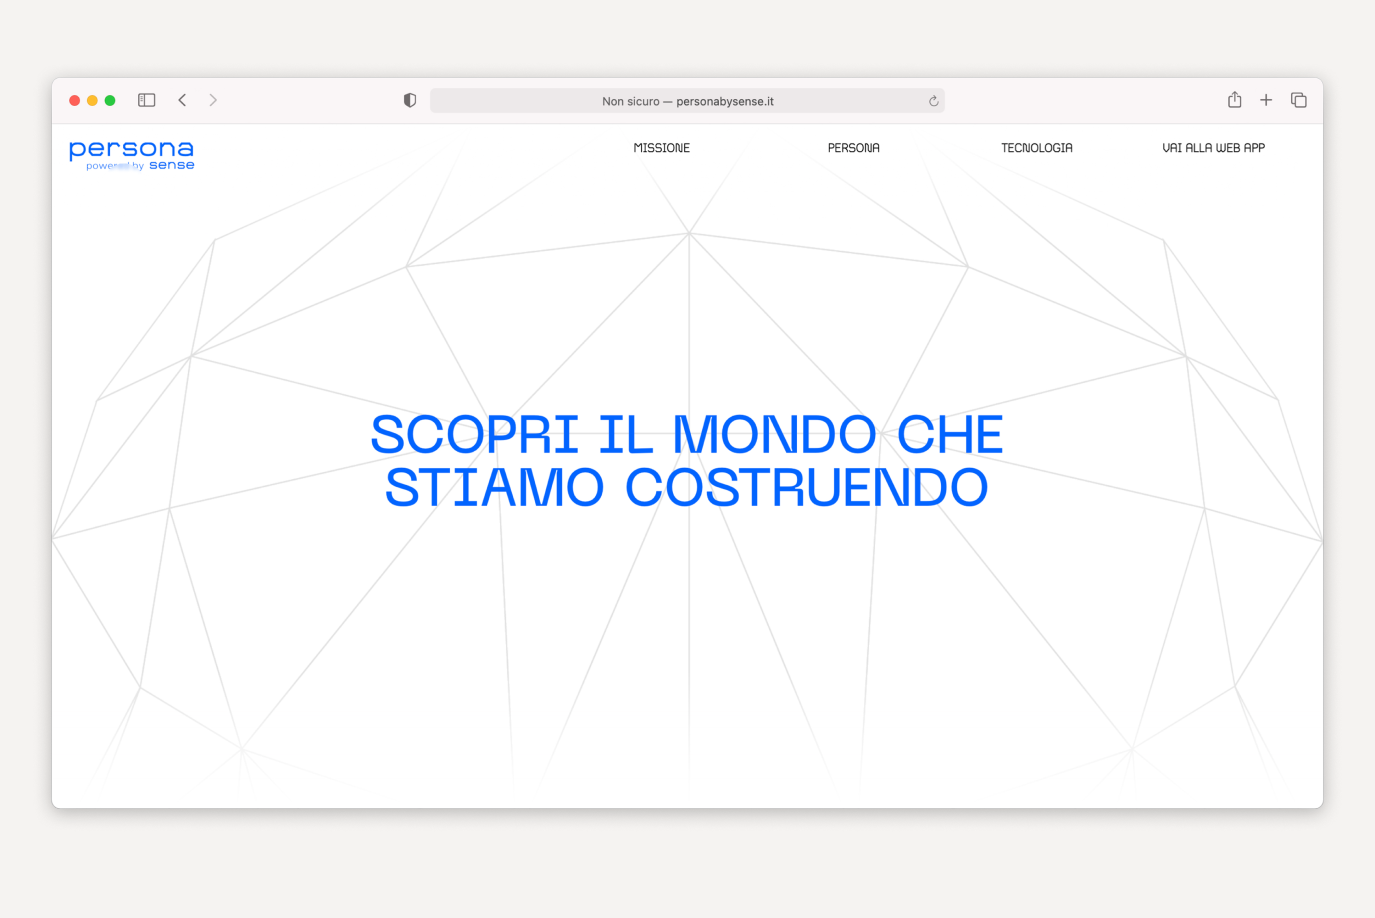 Non sicuro — personabysense.it
persona
powered by sense
MISSIONE
PERSONA
TECNOLOGIA
VAI ALLA WEB APP
SCOPRI IL MONDO CHE
STIAMO COSTRUENDO